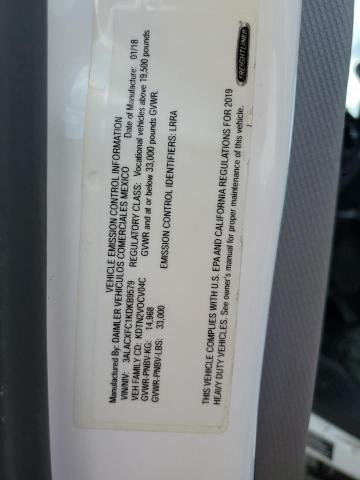 VEHICLE EMISSION CONTROL INFORMATION
Manufactured By: DAIMLER VEHICULOS COMERCIALES MEXICO
Date of Manufacture: 01/18
VIN/NIV: 3ALACXFC1KDKB9579
REGULATORY CLASS: Vocational vehicles above 19,500 pounds
VEH FAMILY CD: KDTN2VOCV04C
GVWR and at or below 33,000 pounds GVWR.
GVWR-PNBV-KG: 14,968
GVWR-PNBV-LBS: 33,000
EMISSION CONTROL IDENTIFIERS: LRRA
THIS VEHICLE COMPLIES WITH U.S. EPA AND CALIFORNIA REGULATIONS FOR 2019
HEAVY DUTY VEHICLES. See owner's manual for proper maintenance of this vehicle.
FREIGHTLINER